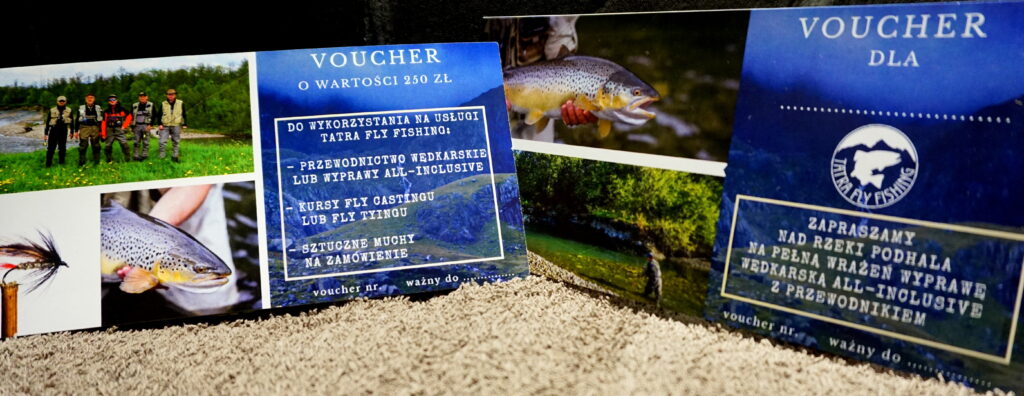 VOUCHER
O WARTOŚCI 250 ZŁ
DO WYKORZYSTANIA NA USŁUGI
TATRA FLY FISHING:
- PRZEWODNICTWO WĘDKARSKIE
LUB WYPRAWY ALL-INCLUSIVE
- KURSY FLY CASTINGU
LUB FLY TYINGU
- SZTUCZNE MUCHY
NA ZAMÓWIENIE
voucher nr. ważny do ............
VOUCHER
DLA
TATRA FLY FISHING
ZAPRASZAMY
NAD RZEKI PODHALA
NA PEŁNĄ WRAŻEŃ WYPRAWĘ
WĘDKARSKĄ ALL-INCLUSIVE
Z PRZEWODNIKIEM
voucher nr. ważny do ............